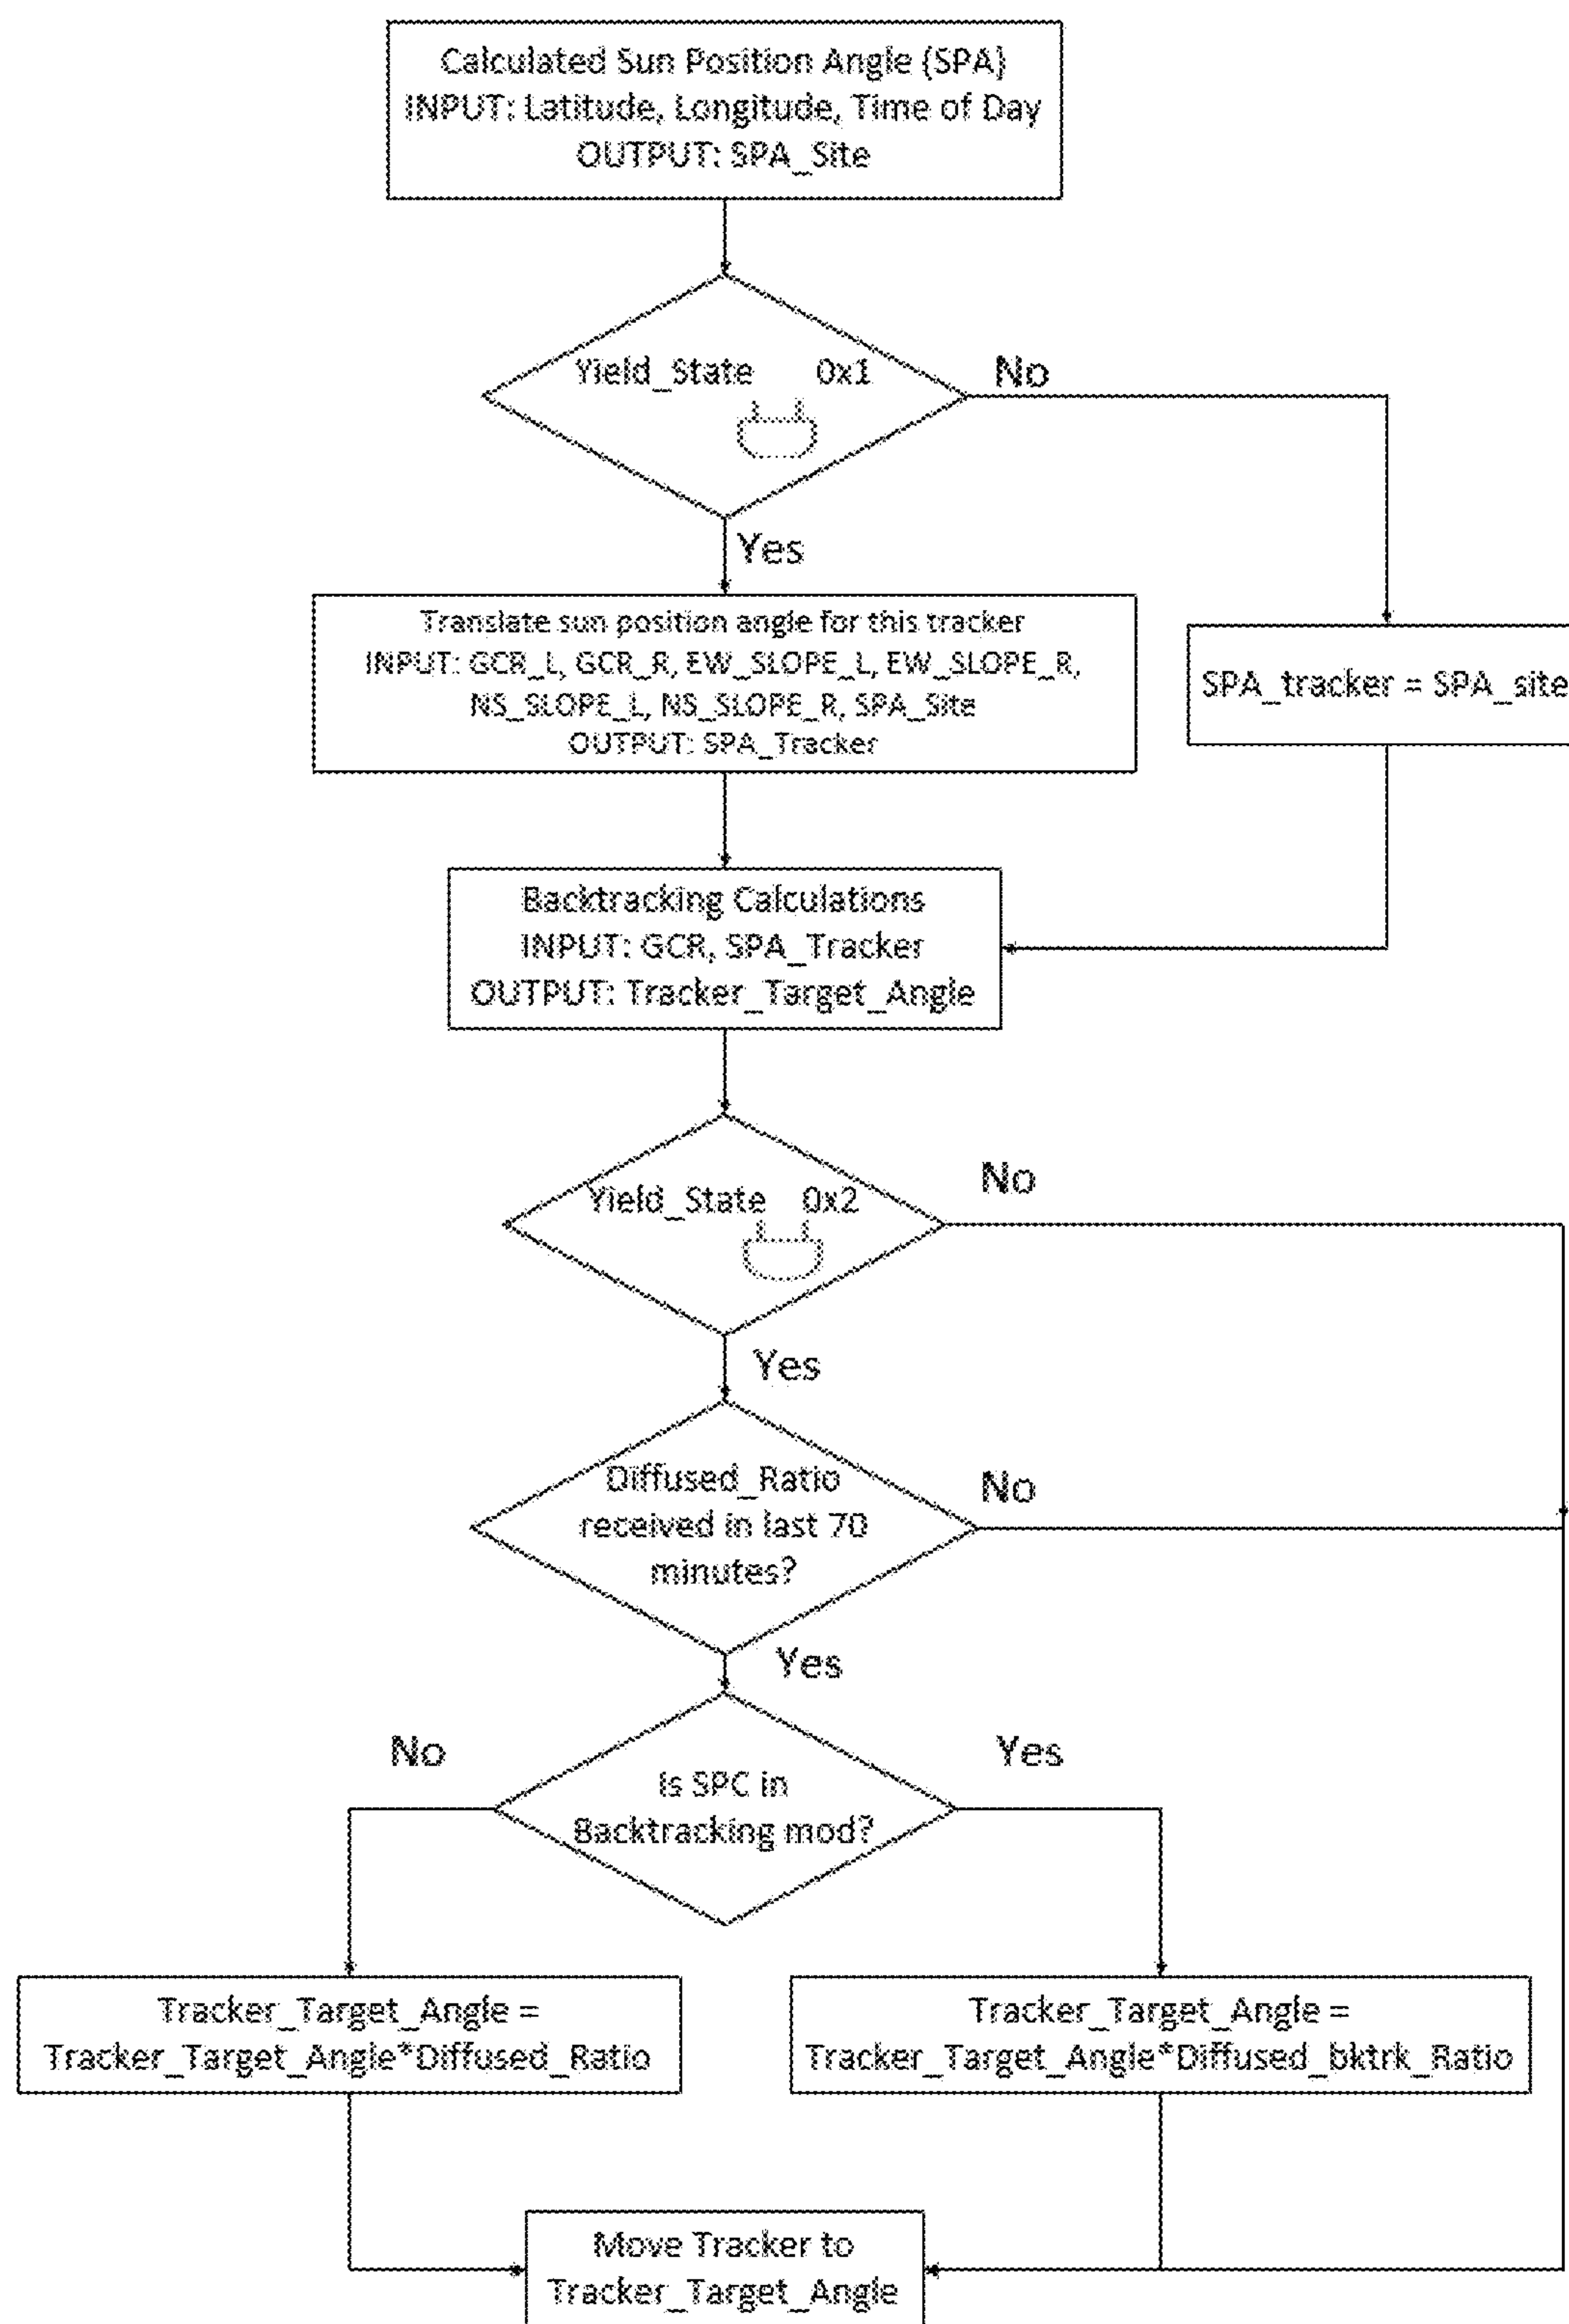 Calculated Sun Position Angle (SPA)
INPUT: Latitude, Longitude, Time of Day
OUTPUT: SPA_Site
Yield_State 0x1
No
Yes
Translate sun position angle for this tracker
INPUT: GCR_L, GCR_R, EW_SLOPE_L, EW_SLOPE_R,
NS_SLOPE_L, NS_SLOPE_R, SPA_Site
OUTPUT: SPA_Tracker
SPA_tracker = SPA_site
Backtracking Calculations
INPUT: GCR, SPA_Tracker
OUTPUT: Tracker_Target_Angle
Yield_State 0x2
No
Yes
Diffused_Ratio
received in last 70
minutes?
No
Yes
Is SPC in
Backtracking mod?
No
Yes
Tracker_Target_Angle =
Tracker_Target_Angle*Diffused_Ratio
Tracker_Target_Angle =
Tracker_Target_Angle*Diffused_bktrk_Ratio
Move Tracker to
Tracker_Target_Angle